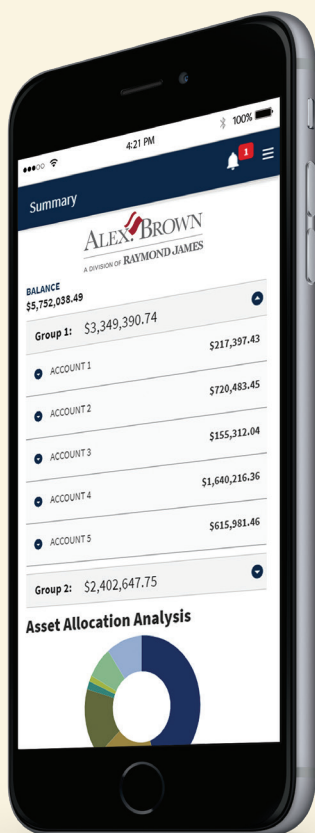 4:21 PM
100%
Summary
1
ALEX. BROWN
A DIVISION OF RAYMOND JAMES
BALANCE
$5,752,038.49
Group 1: $3,349,390.74
ACCOUNT 1 $217,397.43
ACCOUNT 2 $720,483.45
ACCOUNT 3 $155,312.04
ACCOUNT 4 $1,640,216.36
ACCOUNT 5 $615,981.46
Group 2: $2,402,647.75
Asset Allocation Analysis